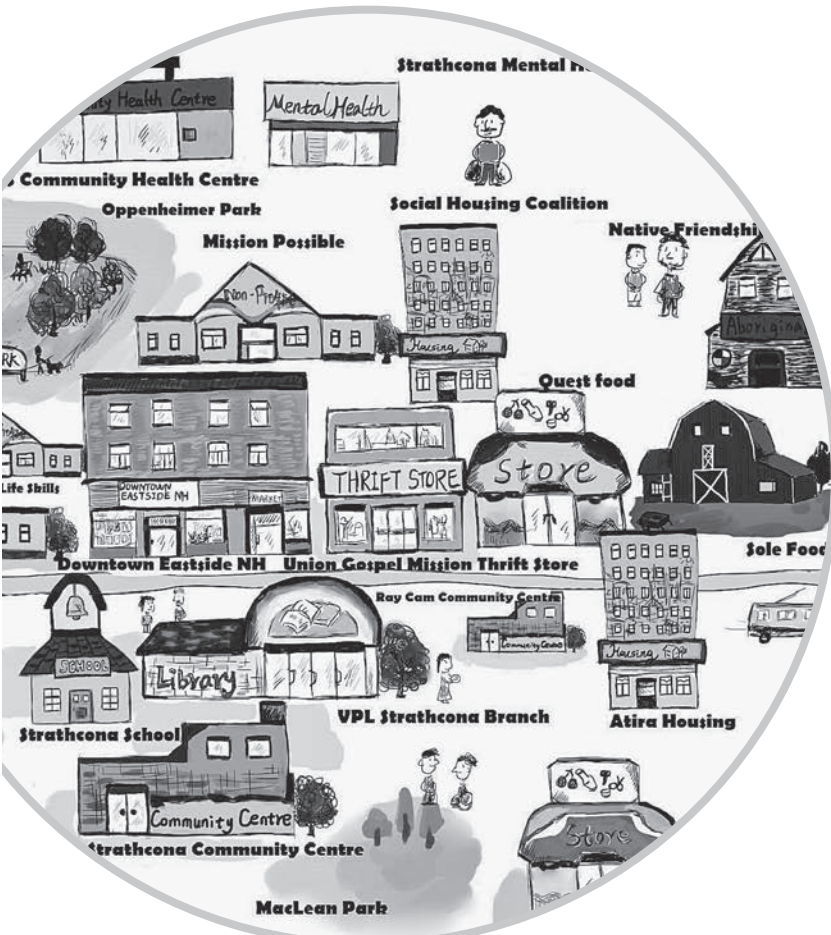 Strathcona Mental
Health Centre
Mental Health
Community Health Centre
Social Housing Coalition
Oppenheimer Park
Native Friendship
Mission Possible
Non-Profit
Aborigina
Housing
RK
Quest food
Store
THRIFT STORE
Life Skills
DOWNTOWN
EASTSIDE NH
MARKET
Sole Food
Downtown Eastside NH
Union Gospel Mission Thrift Store
Ray Cam Community Centre
Community Centre
SCHOOL
Library
Housing
VPL Strathcona Branch
Atira Housing
Strathcona School
Community Centre
Store
Strathcona Community Centre
MacLean Park